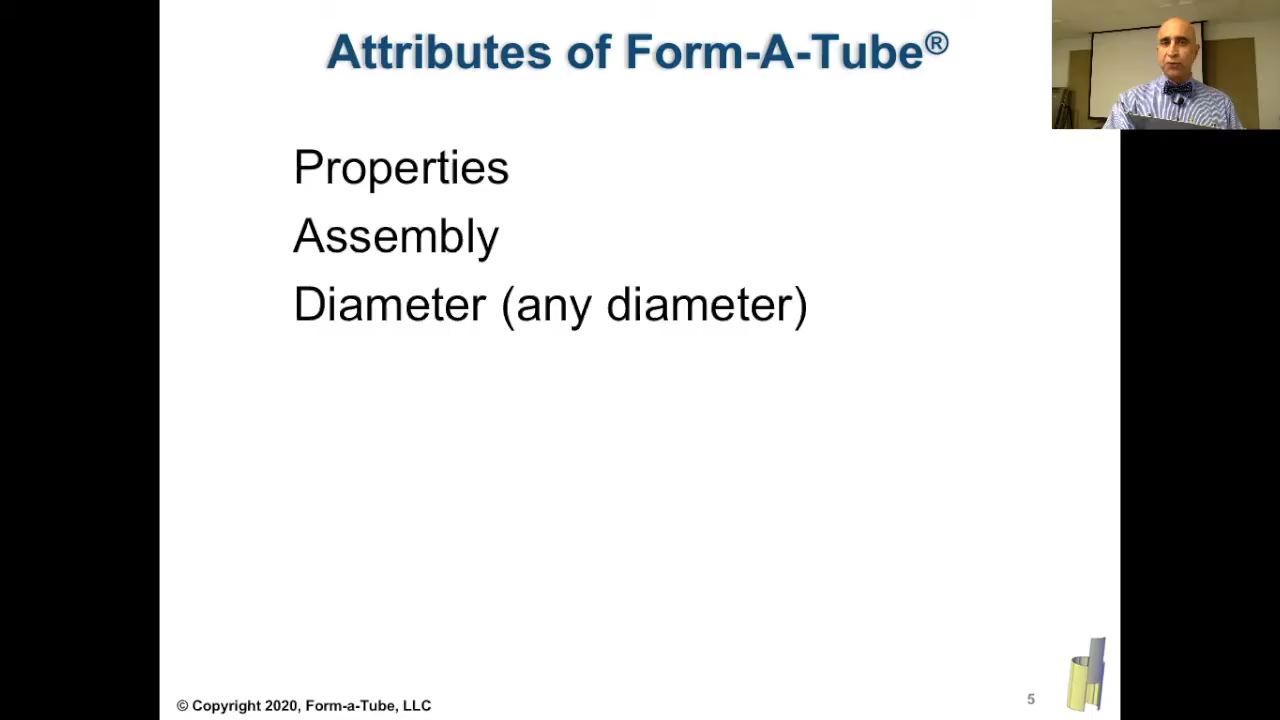 Attributes of Form-A-Tube®
Properties
Assembly
Diameter (any diameter)
© Copyright 2020, Form-a-Tube, LLC
5